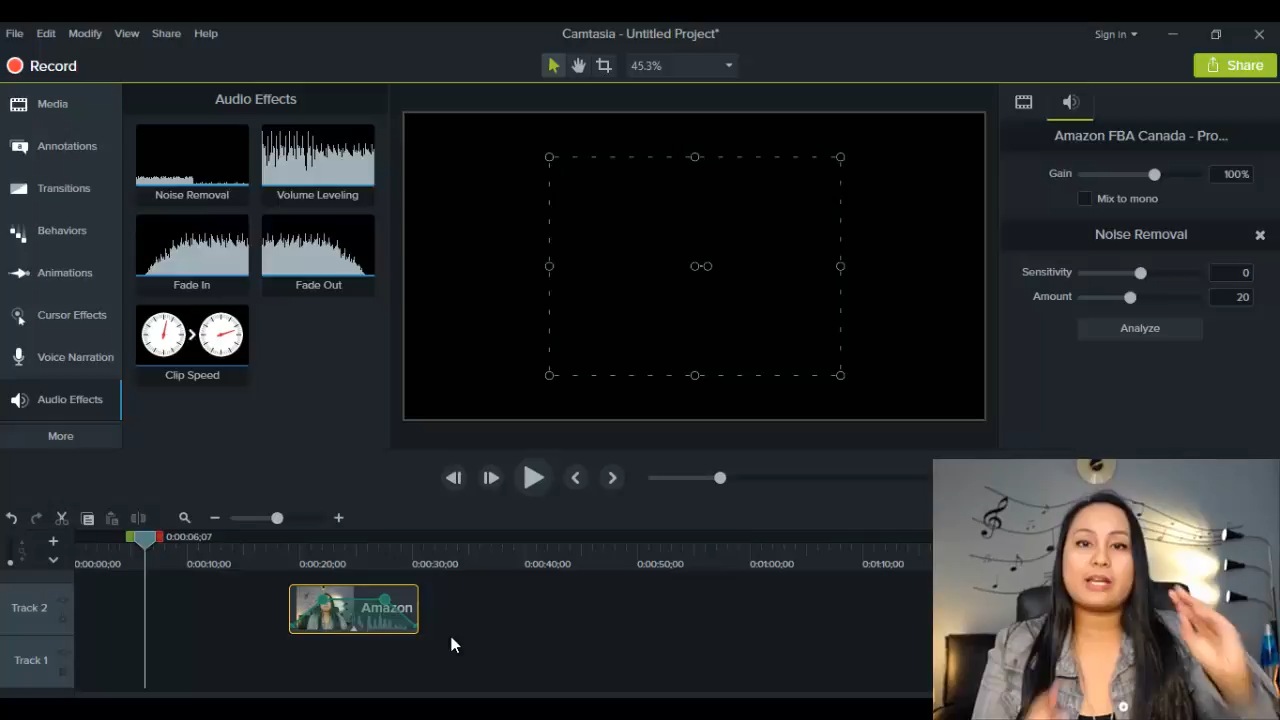 File Edit Modify View Share Help
Camtasia - Untitled Project*
Sign in
Record
45.3%
Share
Media
Annotations
Transitions
Behaviors
Animations
Cursor Effects
Voice Narration
Audio Effects
More
Audio Effects
Noise Removal
Volume Leveling
Fade In
Fade Out
Clip Speed
Amazon FBA Canada - Pro...
Gain 100%
Mix to mono
Noise Removal
Sensitivity 0
Amount 20
Analyze
0:00:06;07
0:00:00;00 0:00:10;00 0:00:20;00 0:00:30;00 0:00:40;00 0:00:50;00 0:01:00;00 0:01:10;00
Track 2
Amazon
Track 1